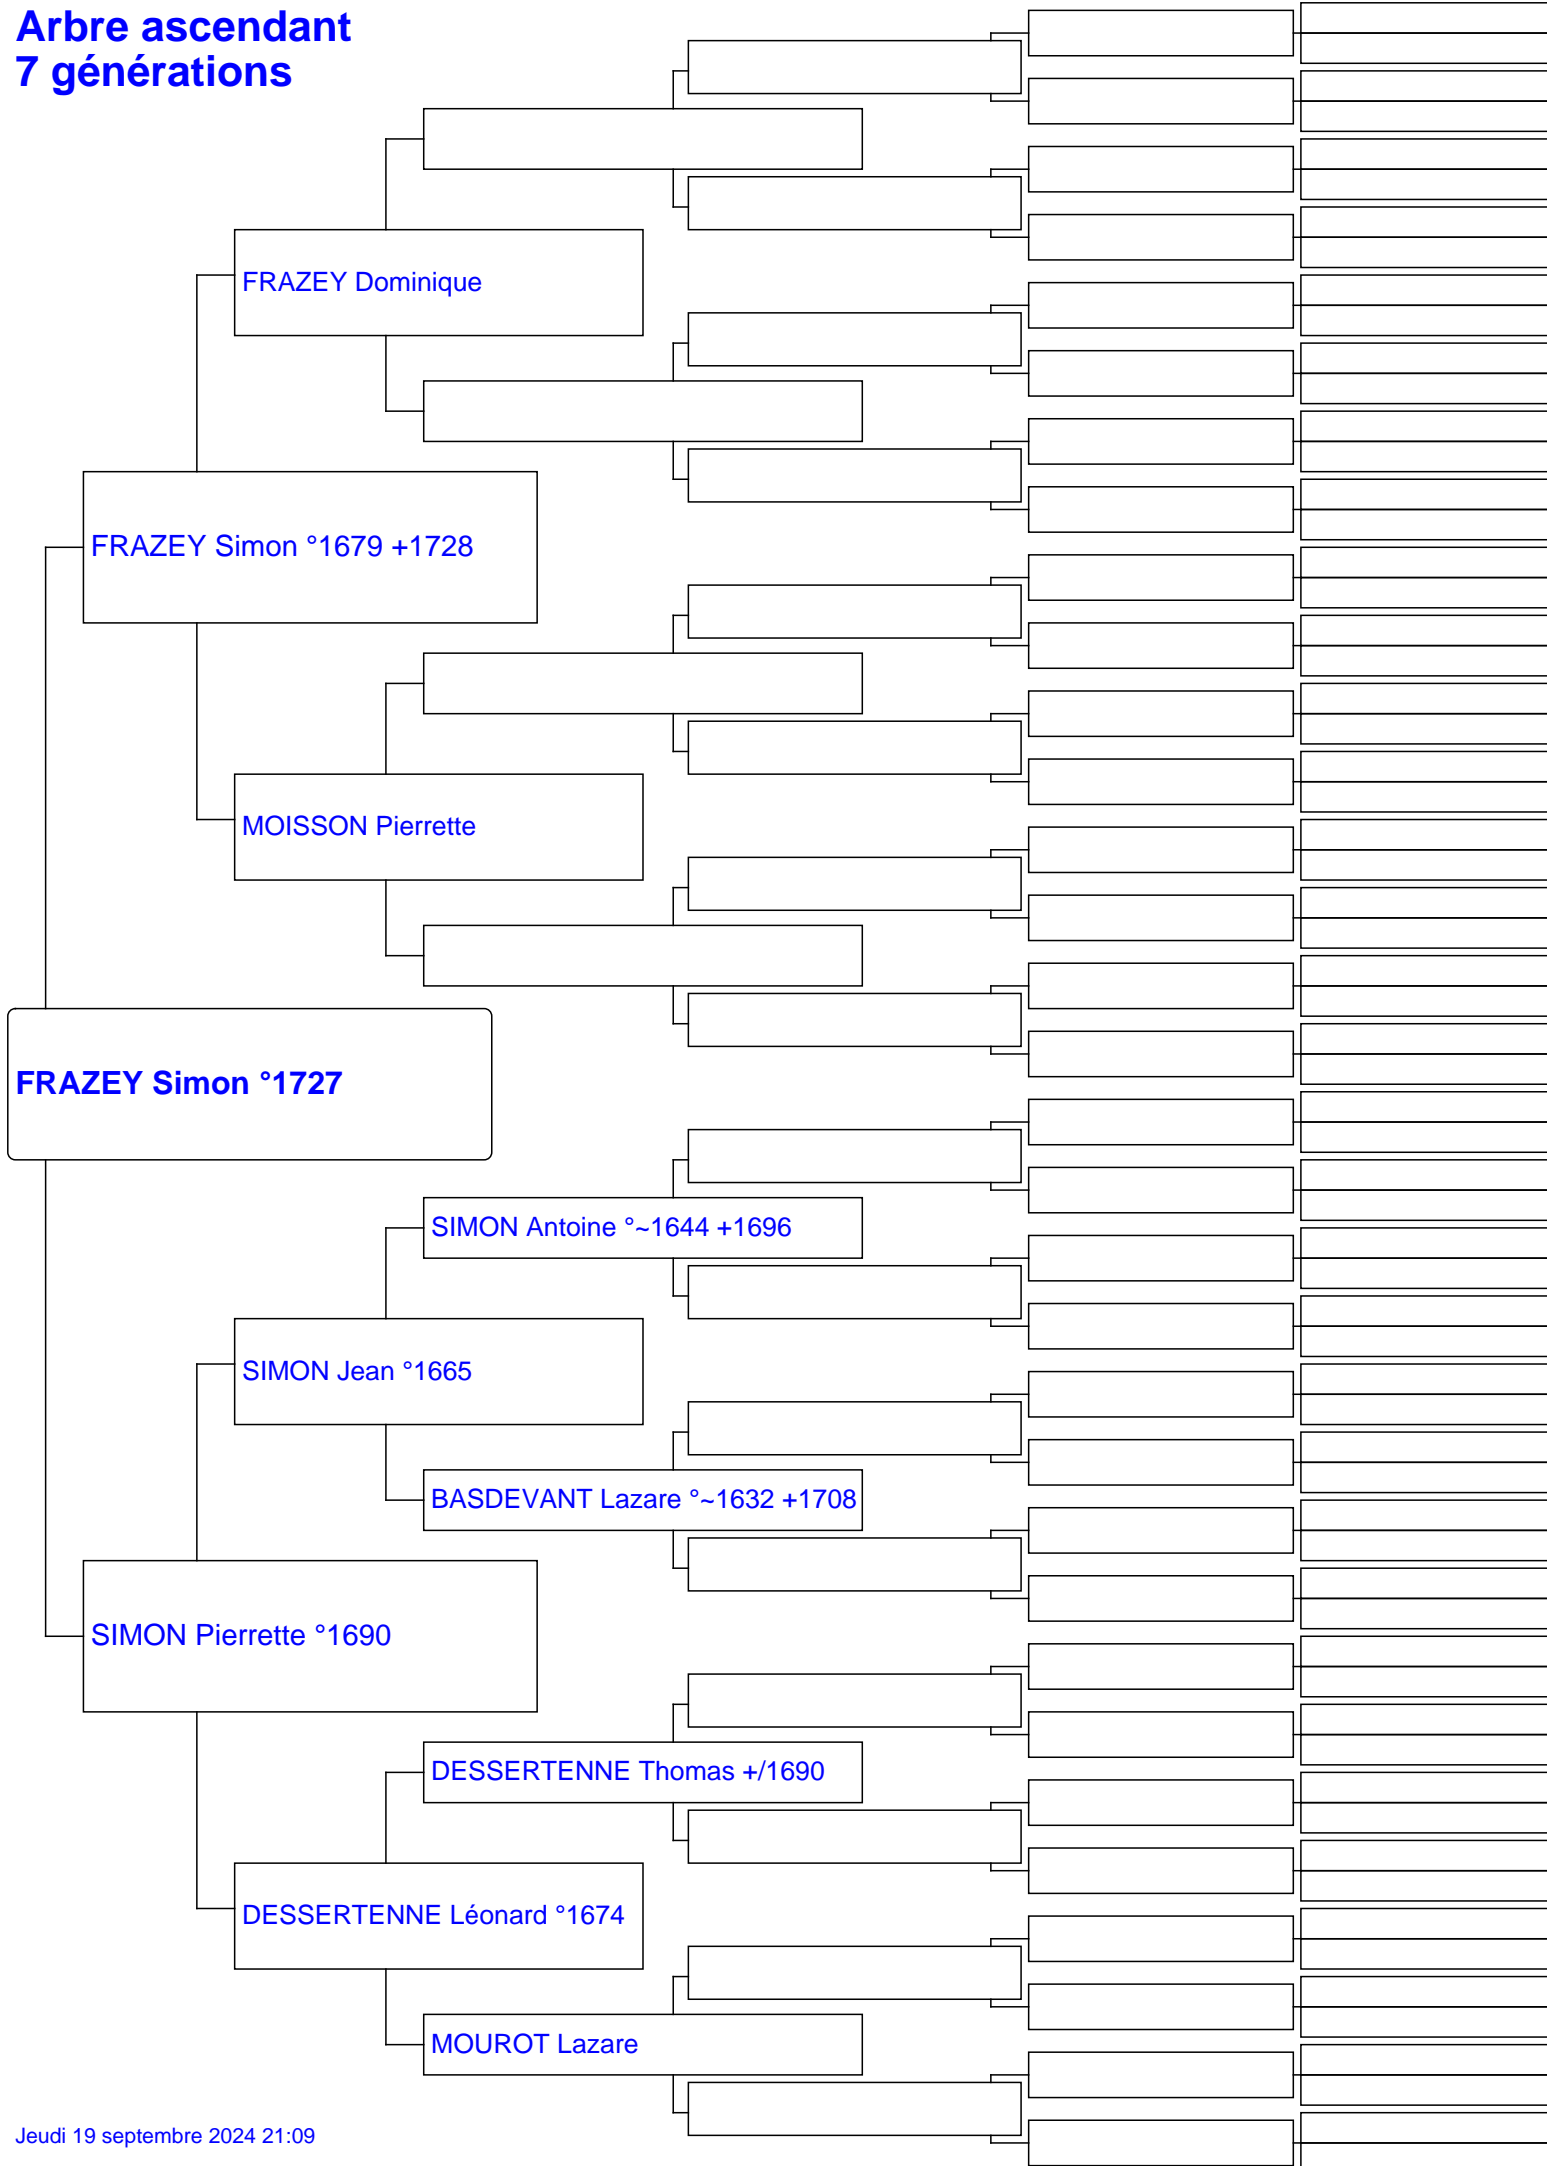 Arbre ascendant
7 générations
FRAZEY Dominique
FRAZEY Simon °1679 +1728
MOISSON Pierrette
FRAZEY Simon °1727
SIMON Antoine °~1644 +1696
SIMON Jean °1665
BASDEVANT Lazare °~1632 +1708
SIMON Pierrette °1690
DESSERTENNE Thomas +/1690
DESSERTENNE Léonard °1674
MOUROT Lazare
Jeudi 19 septembre 2024 21:09